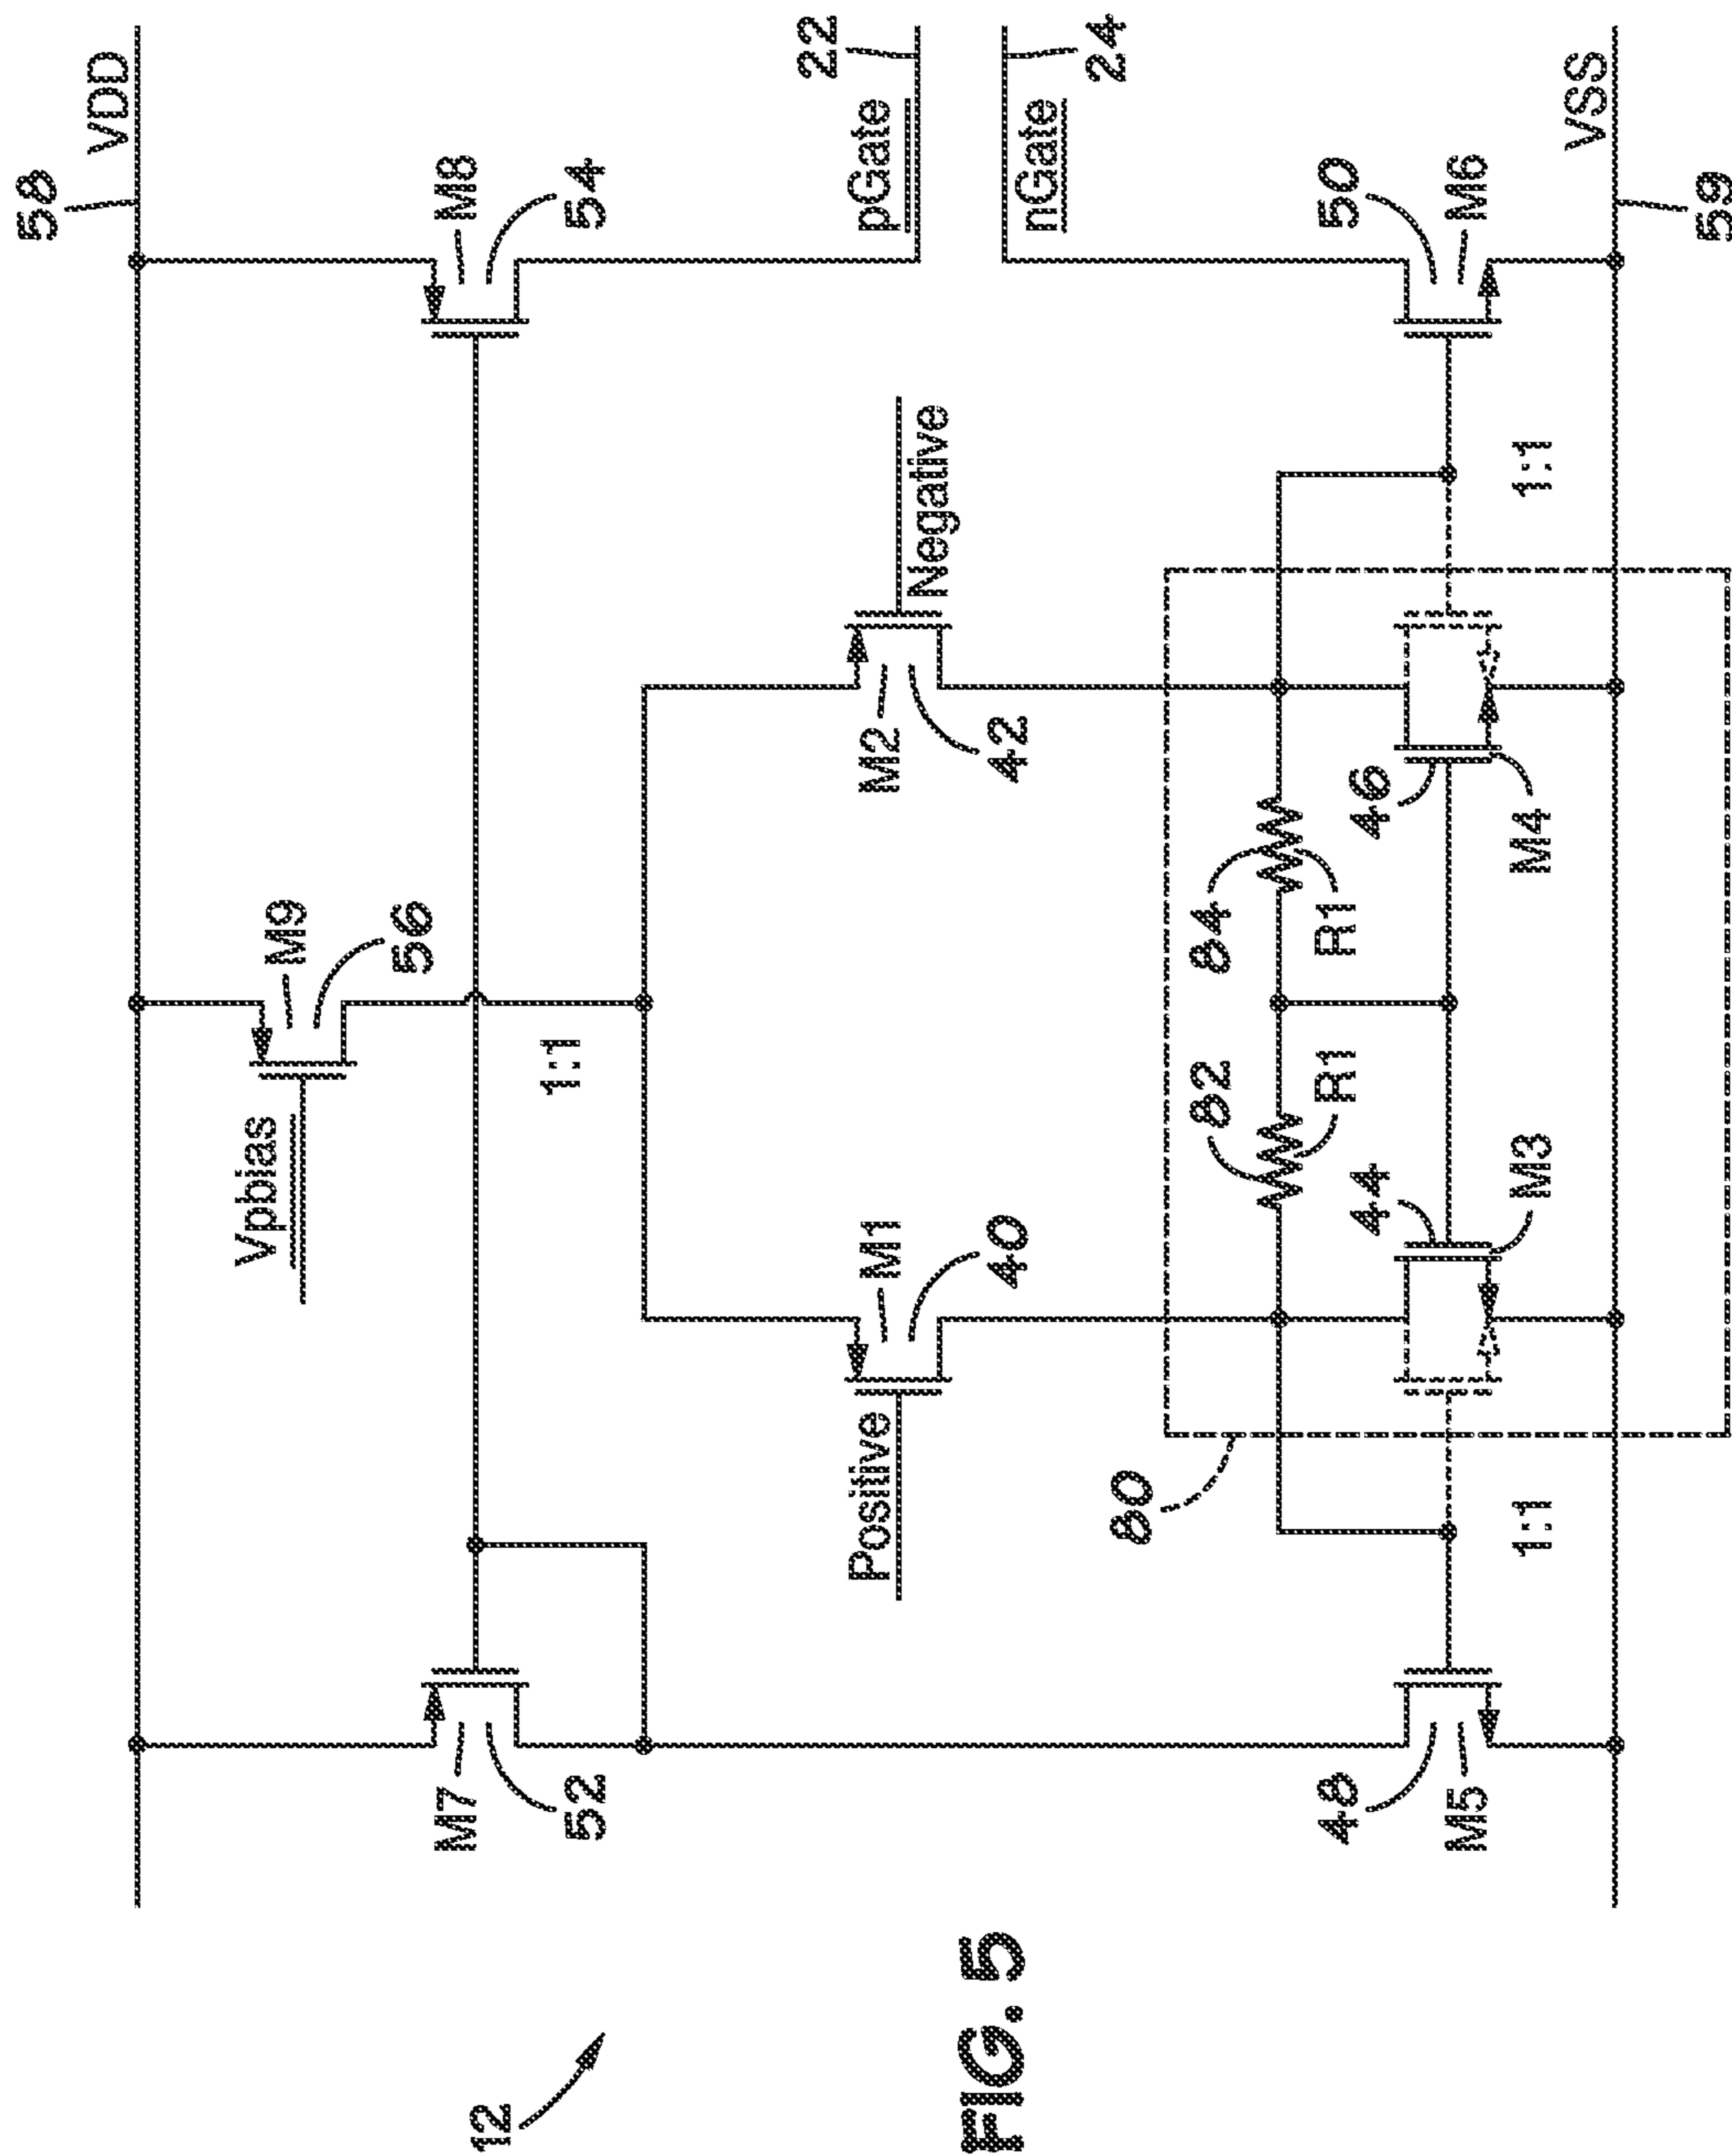 58
VDD
Vpbias
M9
56
M7
52
1:1
M8
54
Positive
M1
40
M2
42
Negative
pGate
22
nGate
24
80
82
R1
84
R1
48
M5
1:1
44
M3
46
M4
1:1
50
M6
VSS
59
12
FIG. 5